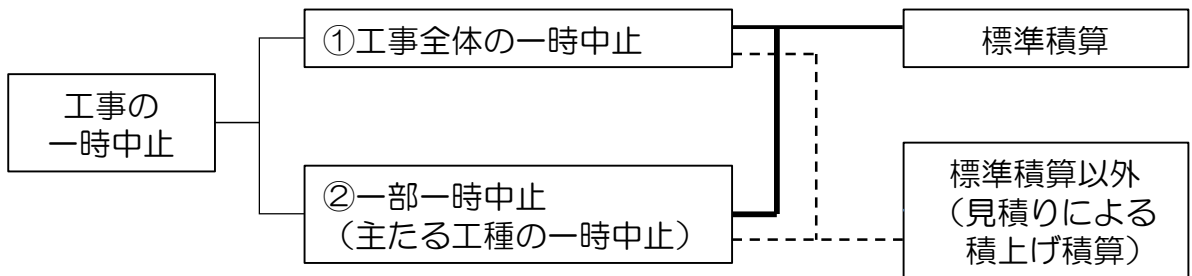 工事の
一時中止
①工事全体の一時中止
②一部一時中止
（主たる工種の一時中止）
標準積算
標準積算以外
（見積りによる
積上げ積算）